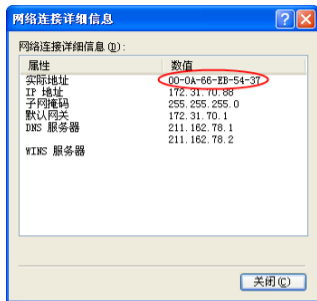 网络连接详细信息
网络连接详细信息(D):
属性 数值
实际地址 00-0A-66-EB-54-37
IP 地址 172.31.70.88
子网掩码 255.255.255.0
默认网关 172.31.70.1
DNS 服务器 211.162.78.1
211.162.78.2
WINS 服务器
关闭(C)